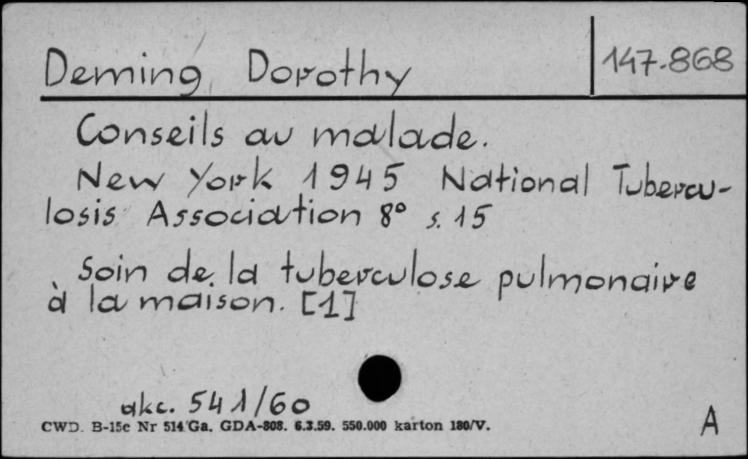 Deming, Dorothy
147.868
Conseils au malade.
New York 1945 National Tubercu-
losis Association 8° s. 15
Soin de la tuberculose pulmonaire
à la maison. [1]
akc. 541/60
CWD. B-15c Nr 514 Ga. GDA-808. 6.3.59. 550.000 karton 180/V.
A